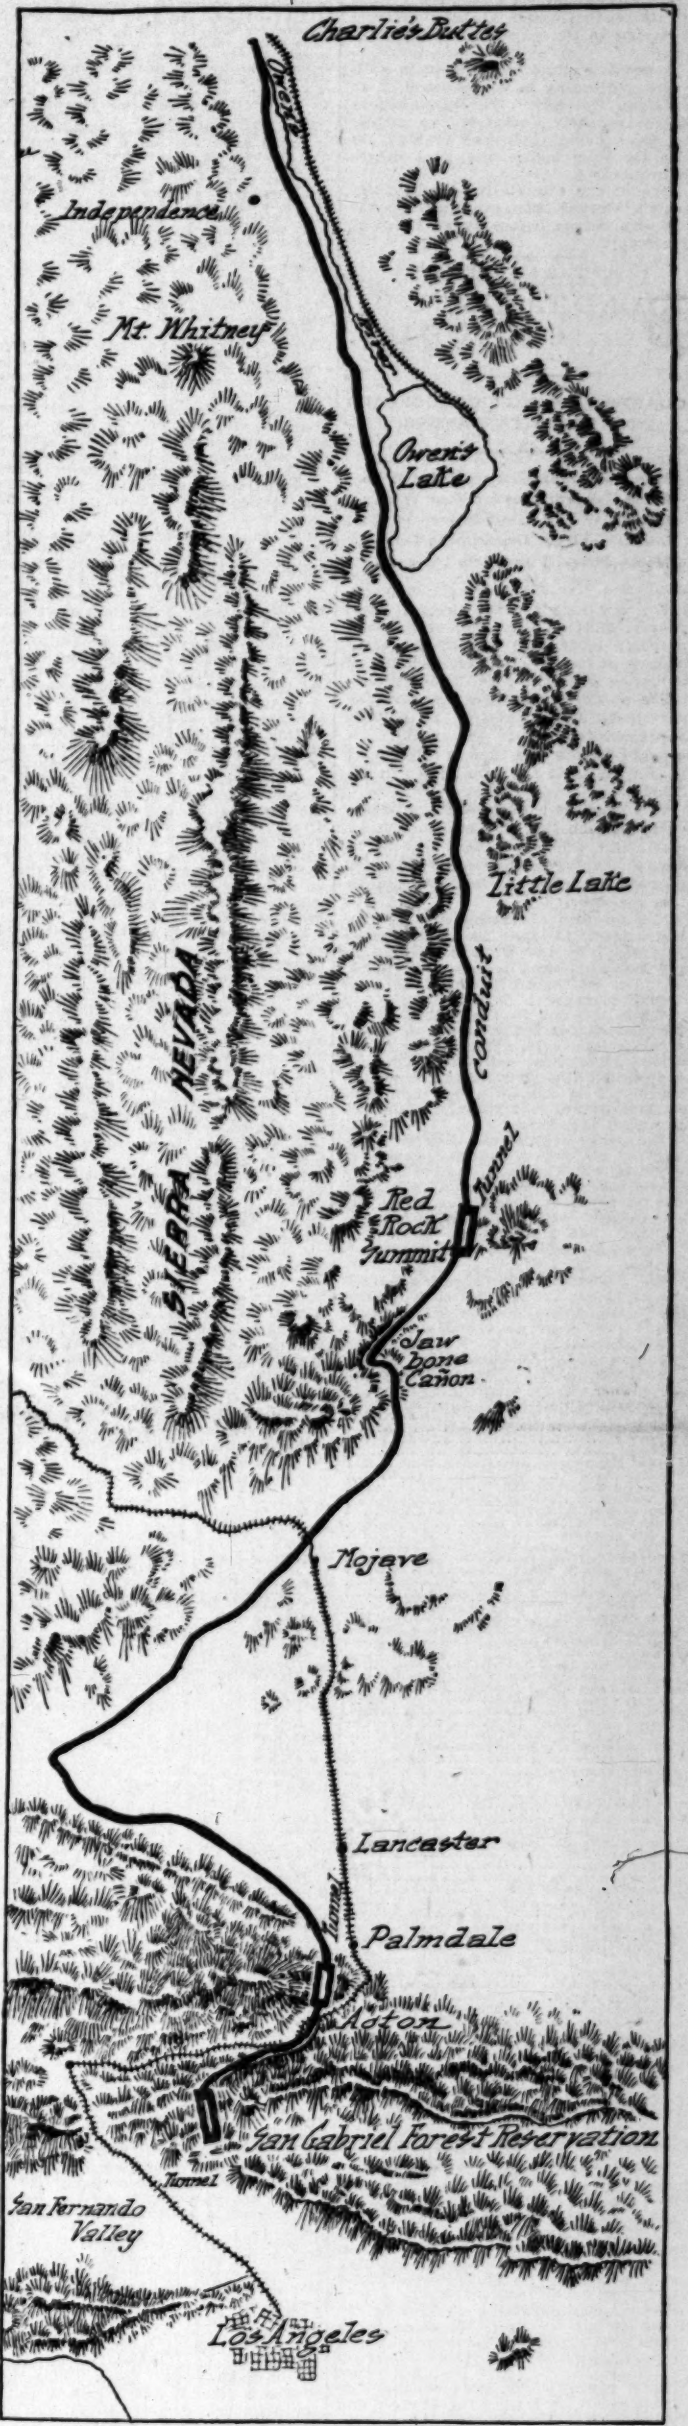 Charlie's Buttes
Owen's
Independence
Mt. Whitney
River
Owen's
Lake
Little Lake
conduit
SIERRA NEVADA
Tunnel
Red
Rock
Summit
Jaw
bone
Cañon
Mojave
Lancaster
Tunnel
Palmdale
Acton
San Gabriel Forest Reservation
Tunnel
San Fernando
Valley
Los Angeles